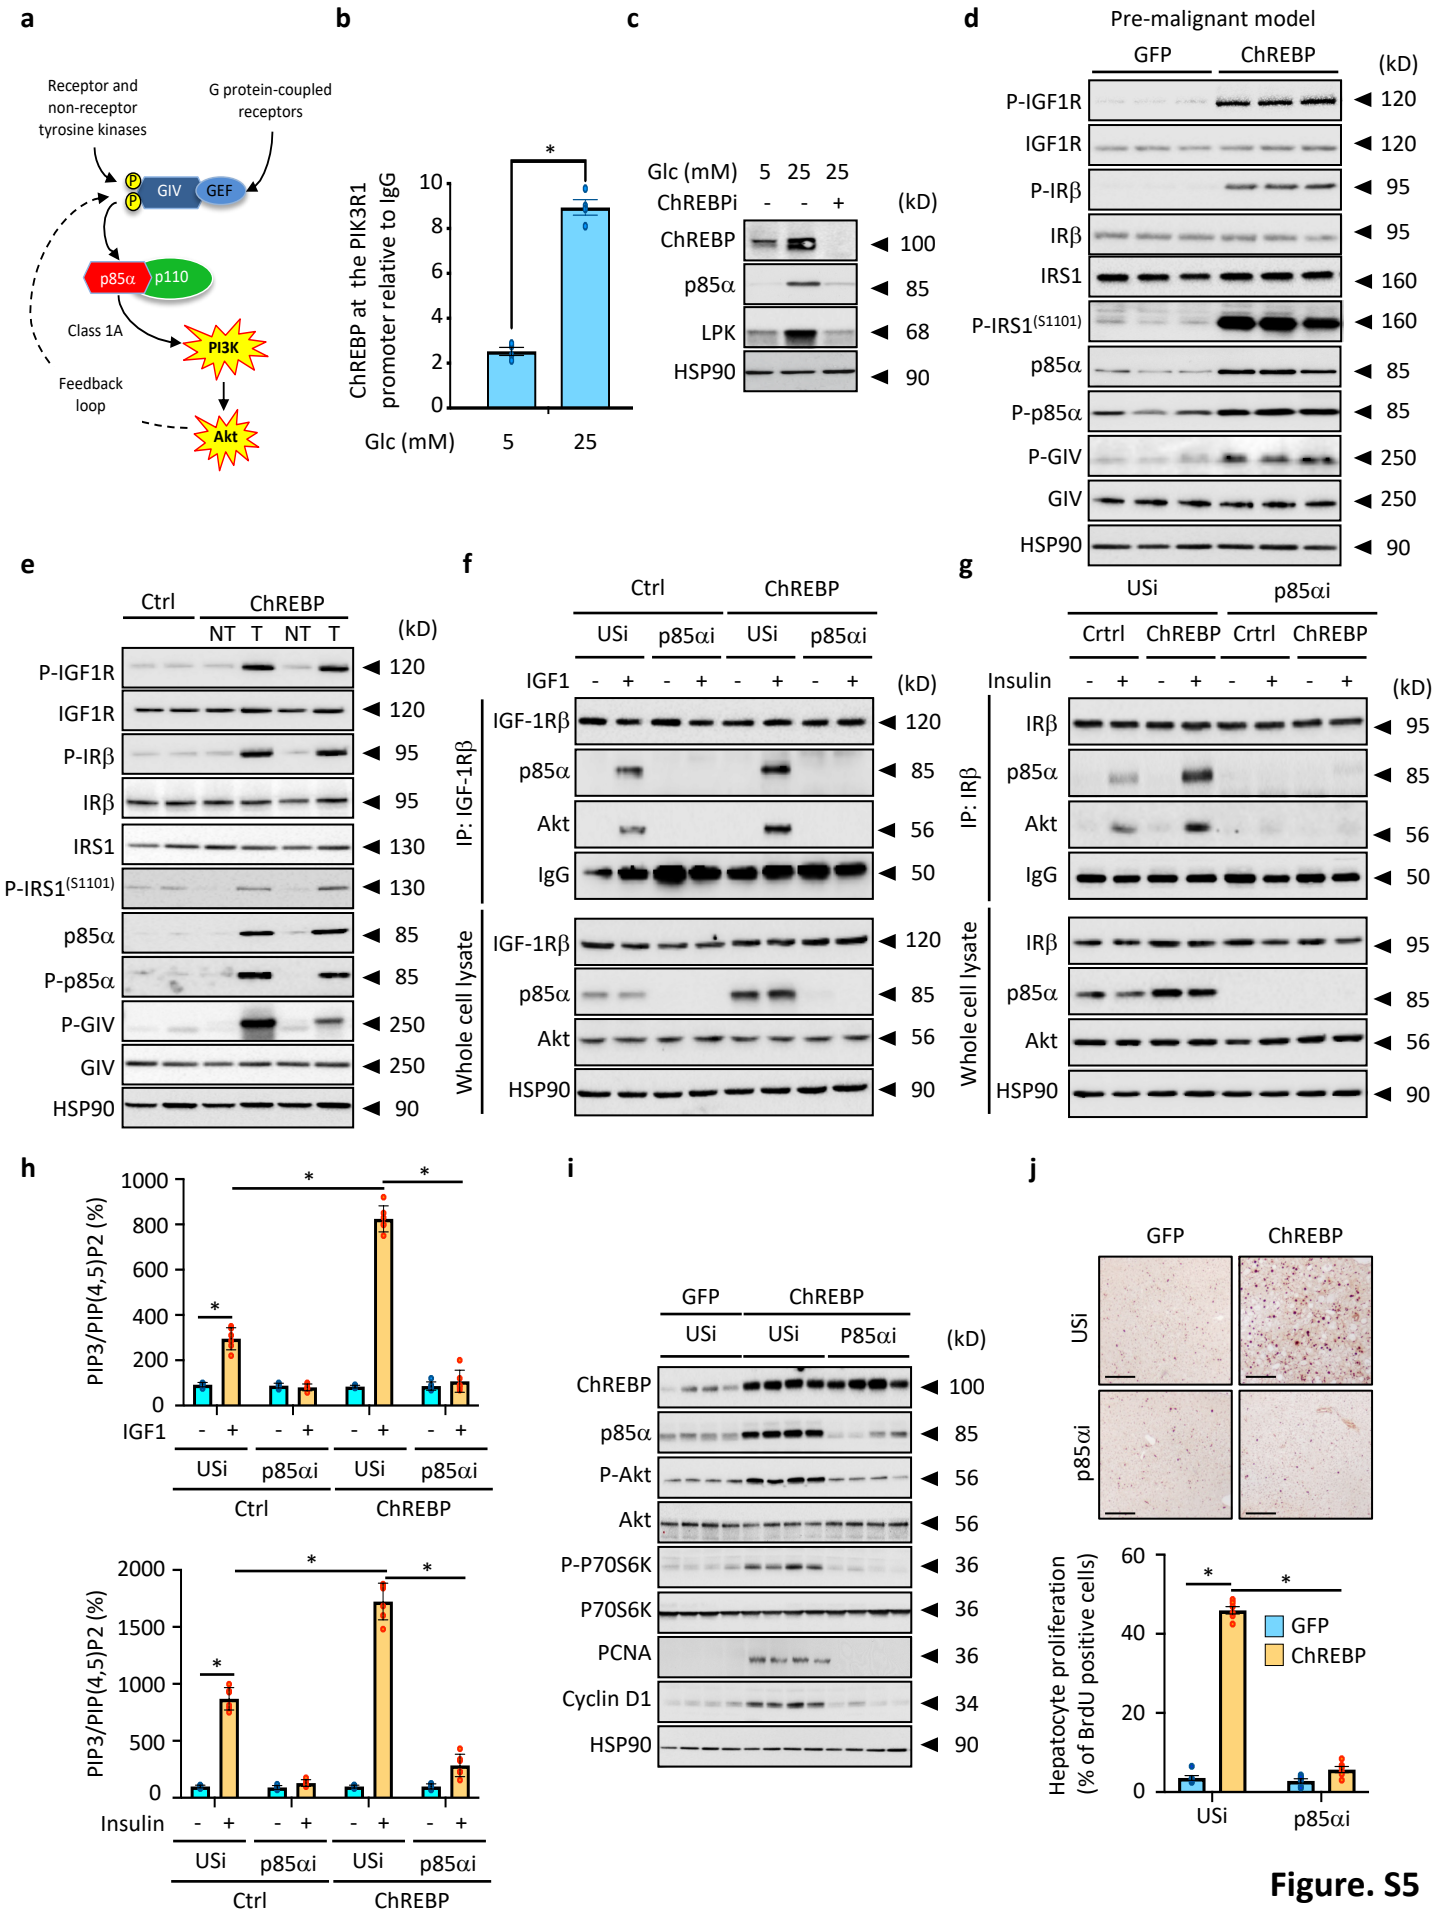 a
Receptor and
non-receptor
tyrosine kinases
G protein-coupled
receptors
P
P
GIV
GEF
p85α
p110
Class 1A
PI3K
Feedback
loop
Akt
b
ChREBP at the PIK3R1
promoter relative to IgG
*
10
8
6
4
2
0
Glc (mM) 5 25
c
Glc (mM) 5 25 25
ChREBPi - - + (kD)
ChREBP 100
p85α 85
LPK 68
HSP90 90
d
Pre-malignant model
GFP ChREBP (kD)
P-IGF1R 120
IGF1R 120
P-IRβ 95
IRβ 95
IRS1 160
P-IRS1(S1101) 160
p85α 85
P-p85α 85
P-GIV 250
GIV 250
HSP90 90
e
Ctrl ChREBP
NT T NT T (kD)
P-IGF1R 120
IGF1R 120
P-IRβ 95
IRβ 95
IRS1 130
P-IRS1(S1101) 130
p85α 85
P-p85α 85
P-GIV 250
GIV 250
HSP90 90
f
Ctrl ChREBP
USi p85αi USi p85αi
IGF1 - + - + - + - + (kD)
IP: IGF-1Rβ
IGF-1Rβ 120
p85α 85
Akt 56
IgG 50
Whole cell lysate
IGF-1Rβ 120
p85α 85
Akt 56
HSP90 90
g
USi p85αi
Crtrl ChREBP Crtrl ChREBP
Insulin - + - + - + - + (kD)
IP: IRβ
IRβ 95
p85α 85
Akt 56
IgG 50
Whole cell lysate
IRβ 95
p85α 85
Akt 56
HSP90 90
h
PIP3/PIP(4,5)P2 (%)
1000
800
600
400
200
0
* * *
IGF1 - + - + - + - +
USi p85αi USi p85αi
Ctrl ChREBP
PIP3/PIP(4,5)P2 (%)
2000
1500
1000
500
0
* * *
Insulin - + - + - + - +
USi p85αi USi p85αi
Ctrl ChREBP
i
GFP ChREBP
USi USi P85αi (kD)
ChREBP 100
p85α 85
P-Akt 56
Akt 56
P-P70S6K 36
P70S6K 36
PCNA 36
Cyclin D1 34
HSP90 90
j
GFP ChREBP
USi
p85αi
Hepatocyte proliferation
(% of BrdU positive cells)
60
40
20
0
* *
GFP
ChREBP
USi p85αi
Figure. S5